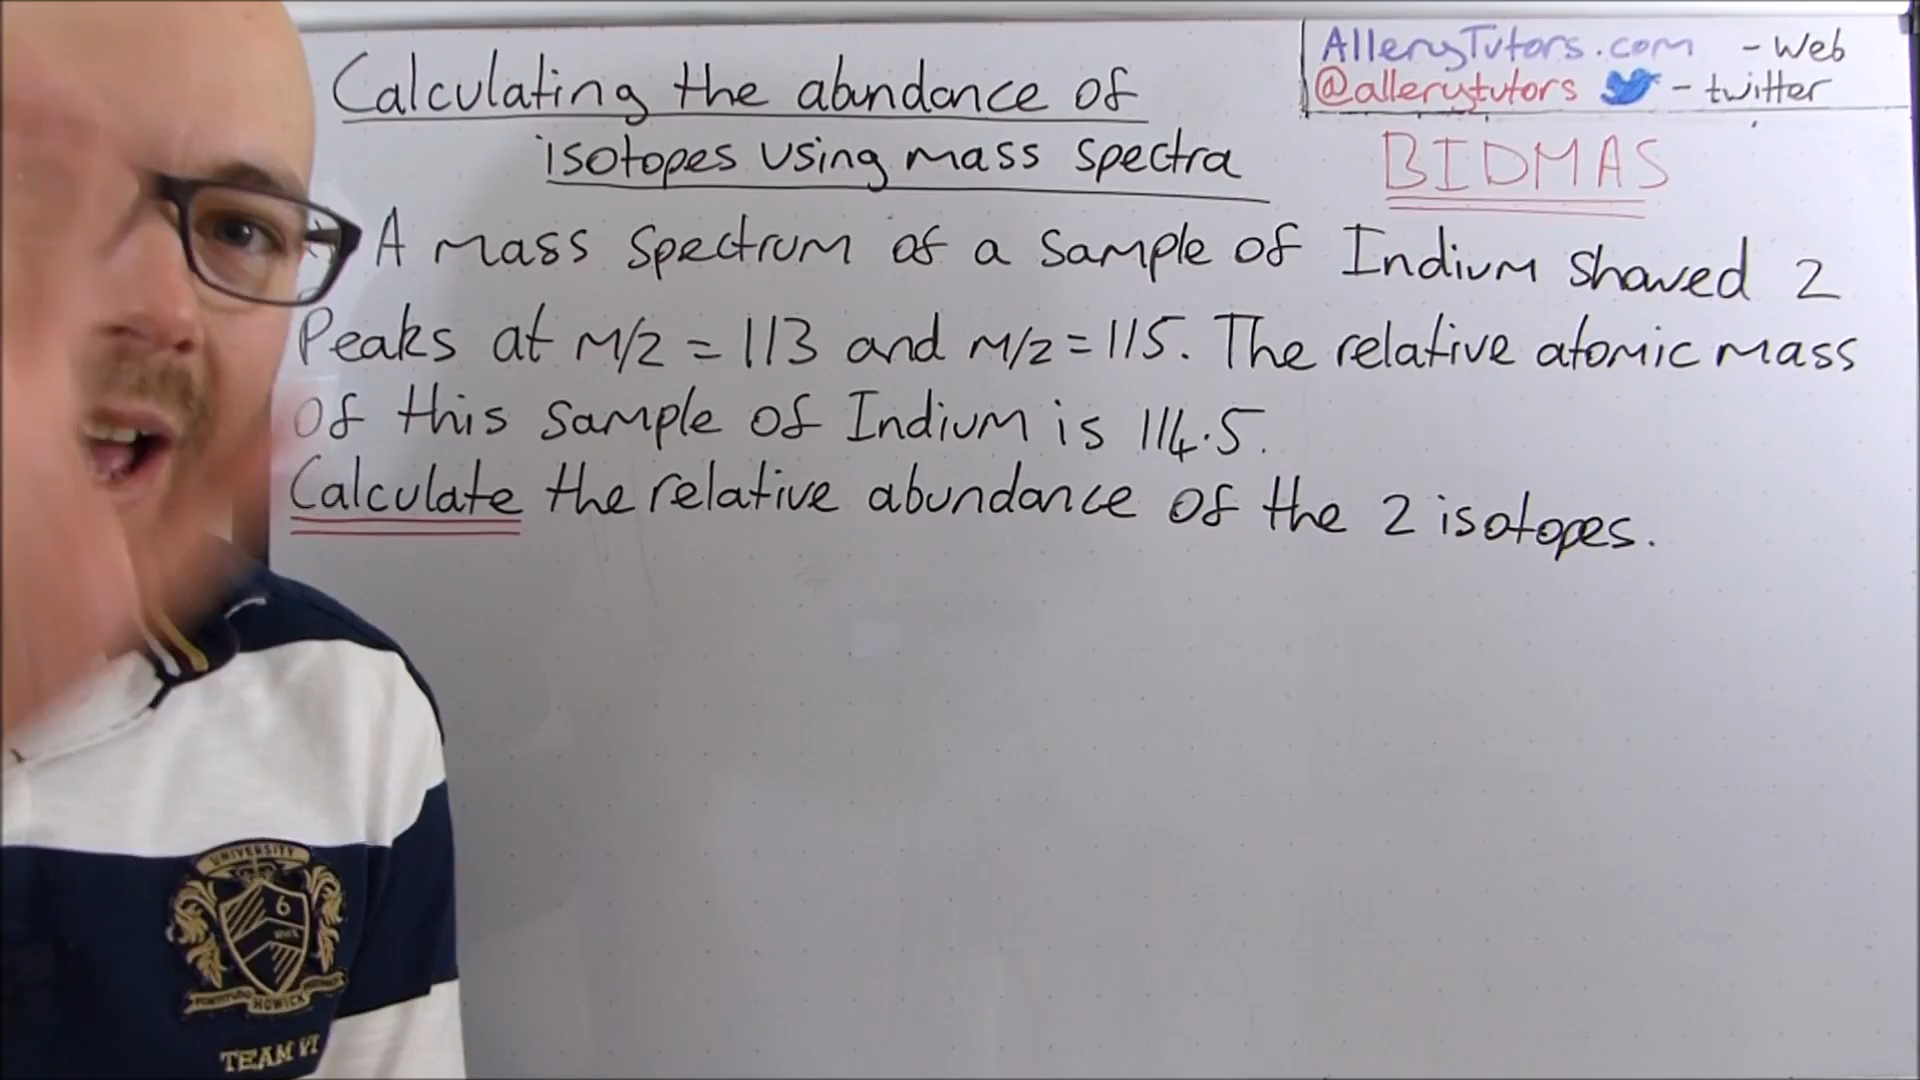 Calculating the abundance of
isotopes using mass spectra
AlleryTutors.com - Web
@allerytutors - twitter
BIDMAS
A mass spectrum of a sample of Indium showed 2
Peaks at m/z = 113 and m/z = 115. The relative atomic mass
of this sample of Indium is 114.5.
Calculate the relative abundance of the 2 isotopes.
UNIVERSITY
6
HOWICK
TEAM